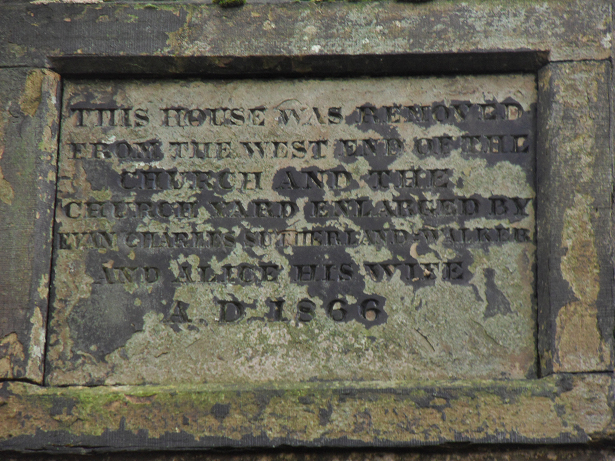 THIS HOUSE WAS REMOVED
FROM THE WEST END OF THE
CHURCH AND THE
CHURCH YARD ENLARGED BY
EVAN CHARLES SUTHERLAND-WALKER
AND ALICE HIS WIFE
A.D 1866